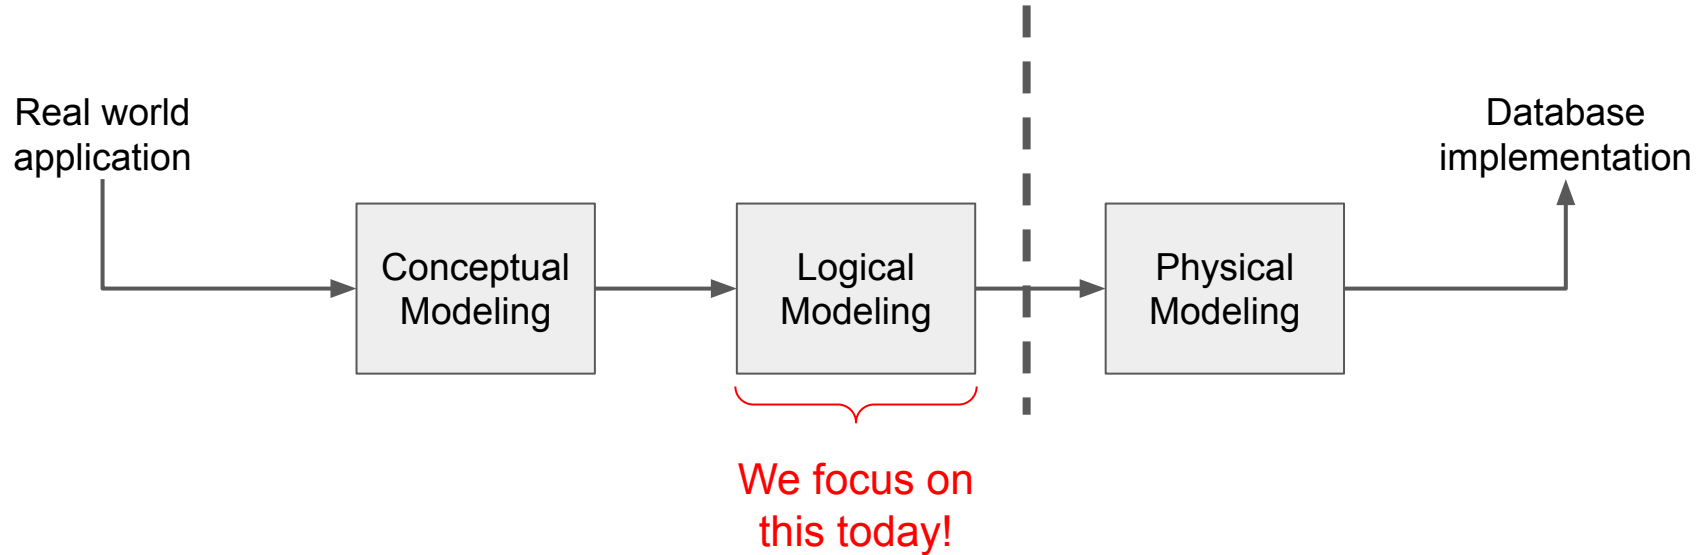 Real world
application
Conceptual
Modeling
Logical
Modeling
Physical
Modeling
Database
implementation
We focus on
this today!